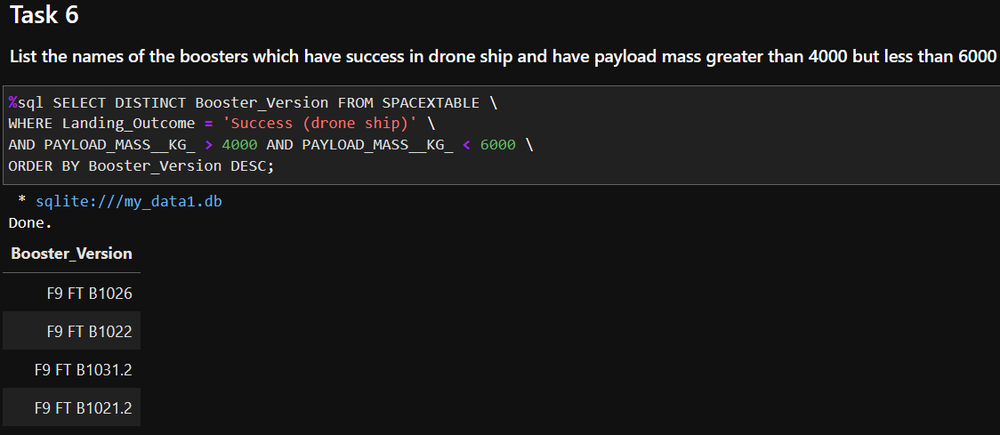 Task 6
List the names of the boosters which have success in drone ship and have payload mass greater than 4000 but less than 6000
%sql SELECT DISTINCT Booster_Version FROM SPACEXTABLE \
WHERE Landing_Outcome = 'Success (drone ship)' \
AND PAYLOAD_MASS__KG_ > 4000 AND PAYLOAD_MASS__KG_ < 6000 \
ORDER BY Booster_Version DESC;
* sqlite:///my_data1.db
Done.
Booster_Version
F9 FT B1026
F9 FT B1022
F9 FT B1031.2
F9 FT B1021.2